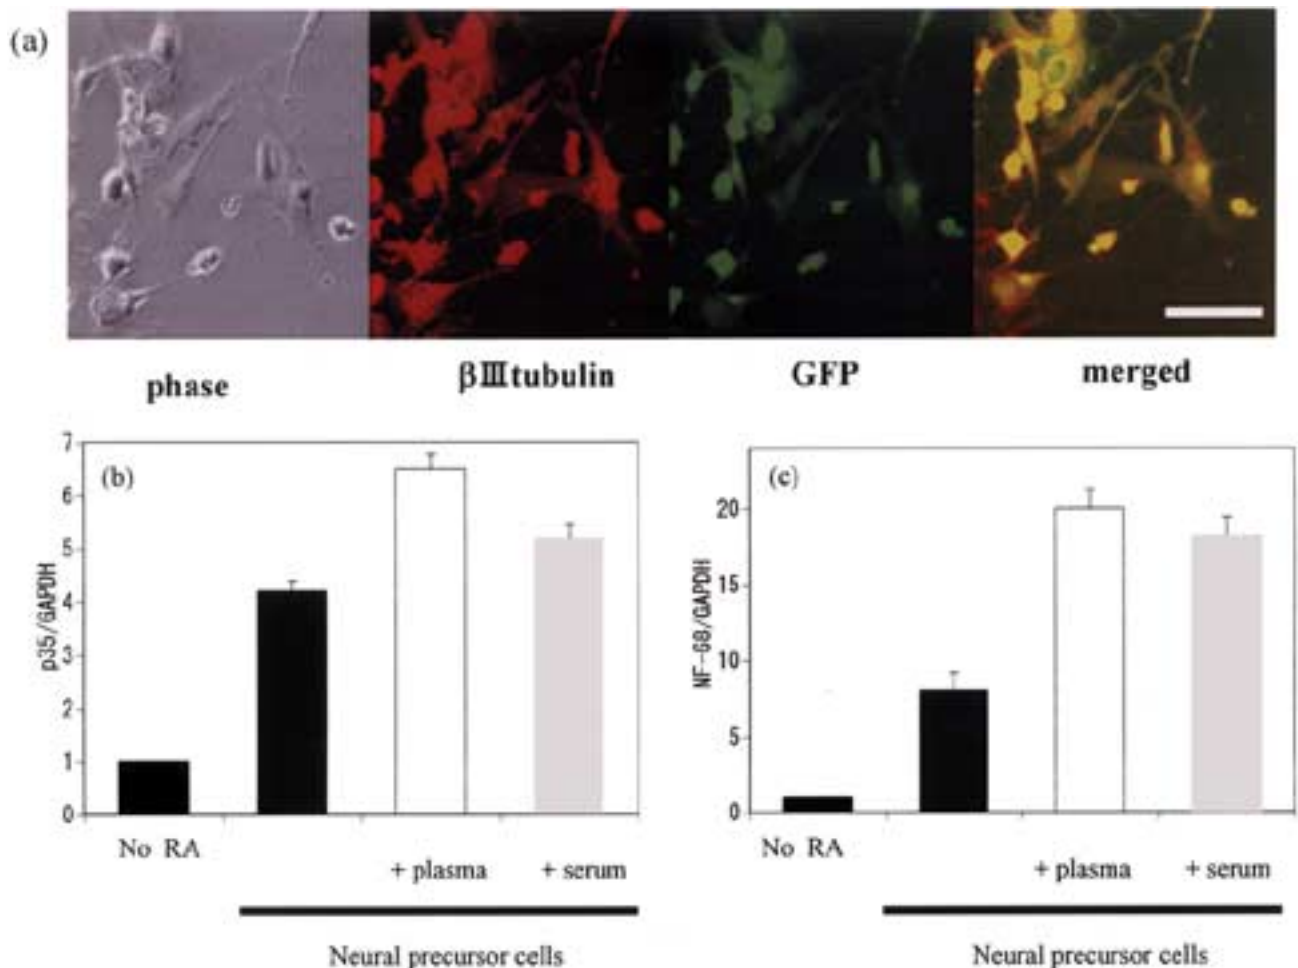 (a)
phase
βⅢtubulin
GFP
merged
(b)
p35/GAPDH
7
6
5
4
3
2
1
0
No RA
+ plasma
+ serum
Neural precursor cells
(c)
NF-68/GAPDH
20
15
10
5
0
No RA
+ plasma
+ serum
Neural precursor cells